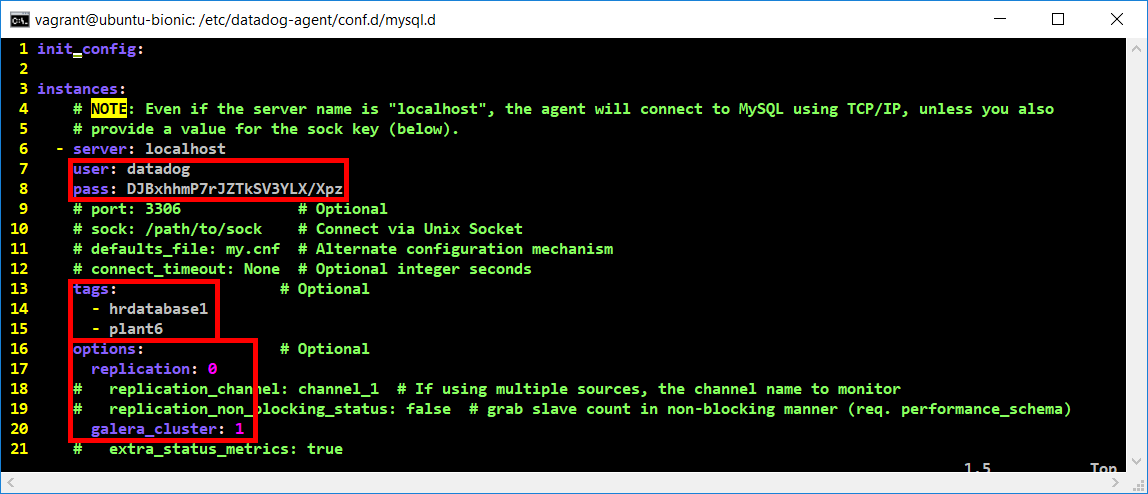 vagrant@ubuntu-bionic: /etc/datadog-agent/conf.d/mysql.d
1 init_config:
2
3 instances:
4 # NOTE: Even if the server name is "localhost", the agent will connect to MySQL using TCP/IP, unless you also
5 # provide a value for the sock key (below).
6 - server: localhost
7 user: datadog
8 pass: DJBxhhmP7rJZTkSV3YLX/Xpz
9 # port: 3306 # Optional
10 # sock: /path/to/sock # Connect via Unix Socket
11 # defaults_file: my.cnf # Alternate configuration mechanism
12 # connect_timeout: None # Optional integer seconds
13 tags: # Optional
14 - hrdatabase1
15 - plant6
16 options: # Optional
17 replication: 0
18 # replication_channel: channel_1 # If using multiple sources, the channel name to monitor
19 # replication_non_blocking_status: false # grab slave count in non-blocking manner (req. performance_schema)
20 galera_cluster: 1
21 # extra_status_metrics: true
1,5 Top